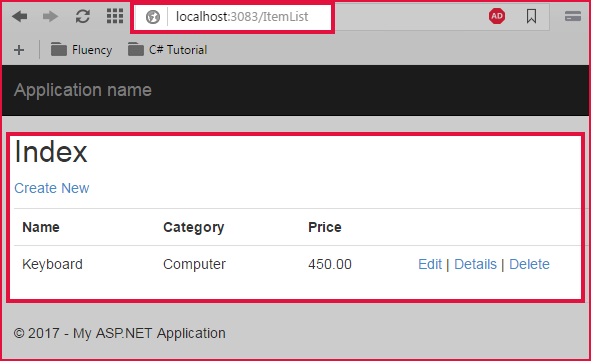 localhost:3083/ItemList AD
Fluency C# Tutorial
Application name
Index
Create New
Name Category Price
Keyboard Computer 450.00 Edit | Details | Delete
© 2017 - My ASP.NET Application